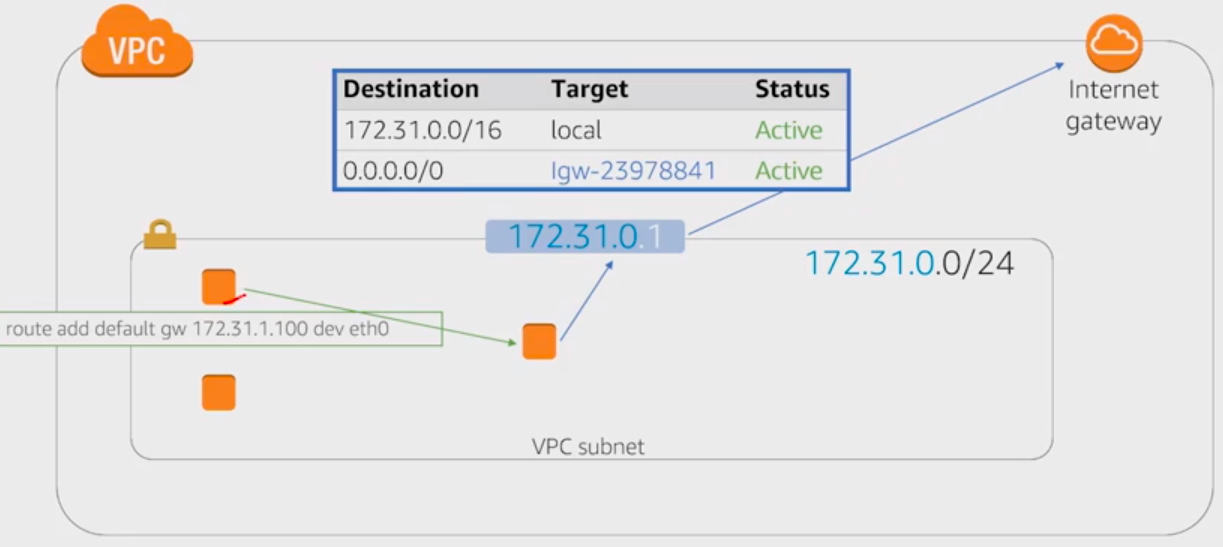 VPC
Destination Target Status
172.31.0.0/16 local Active
0.0.0.0/0 Igw-23978841 Active
Internet
gateway
172.31.0.1
172.31.0.0/24
route add default gw 172.31.1.100 dev eth0
VPC subnet